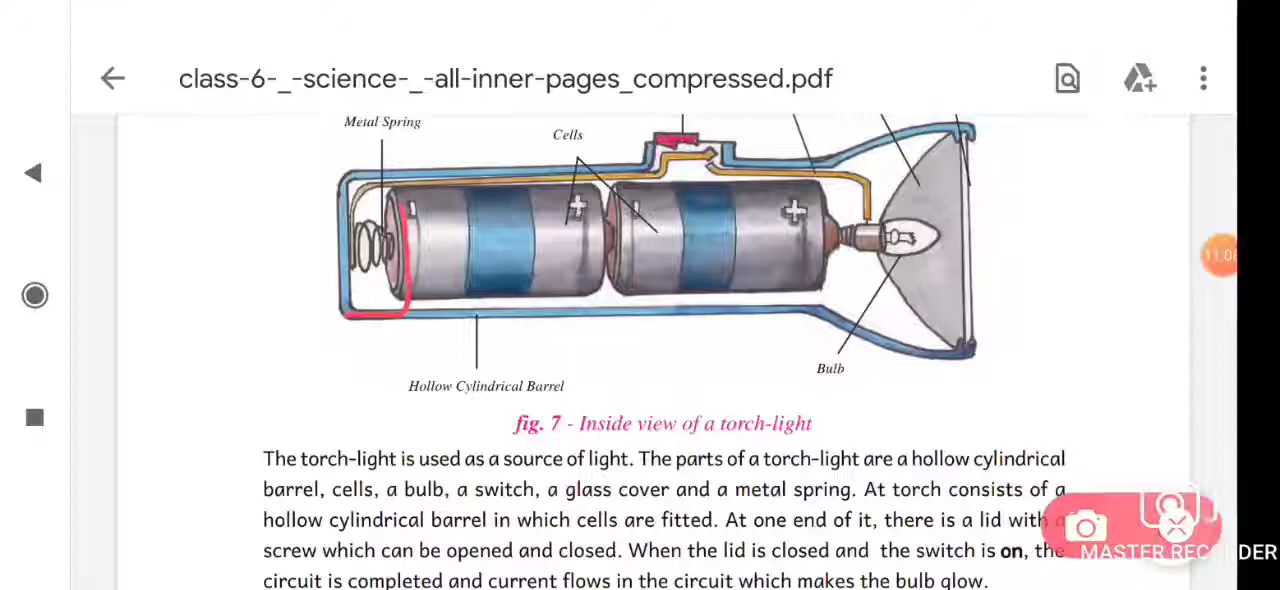 class-6-_-science-_-all-inner-pages_compressed.pdf
Metal Spring
Cells
- + - +
Bulb
Hollow Cylindrical Barrel
fig. 7 - Inside view of a torch-light
The torch-light is used as a source of light. The parts of a torch-light are a hollow cylindrical
barrel, cells, a bulb, a switch, a glass cover and a metal spring. At torch consists of a
hollow cylindrical barrel in which cells are fitted. At one end of it, there is a lid with a
screw which can be opened and closed. When the lid is closed and the switch is on, the
circuit is completed and current flows in the circuit which makes the bulb glow.
MASTER RECORDER